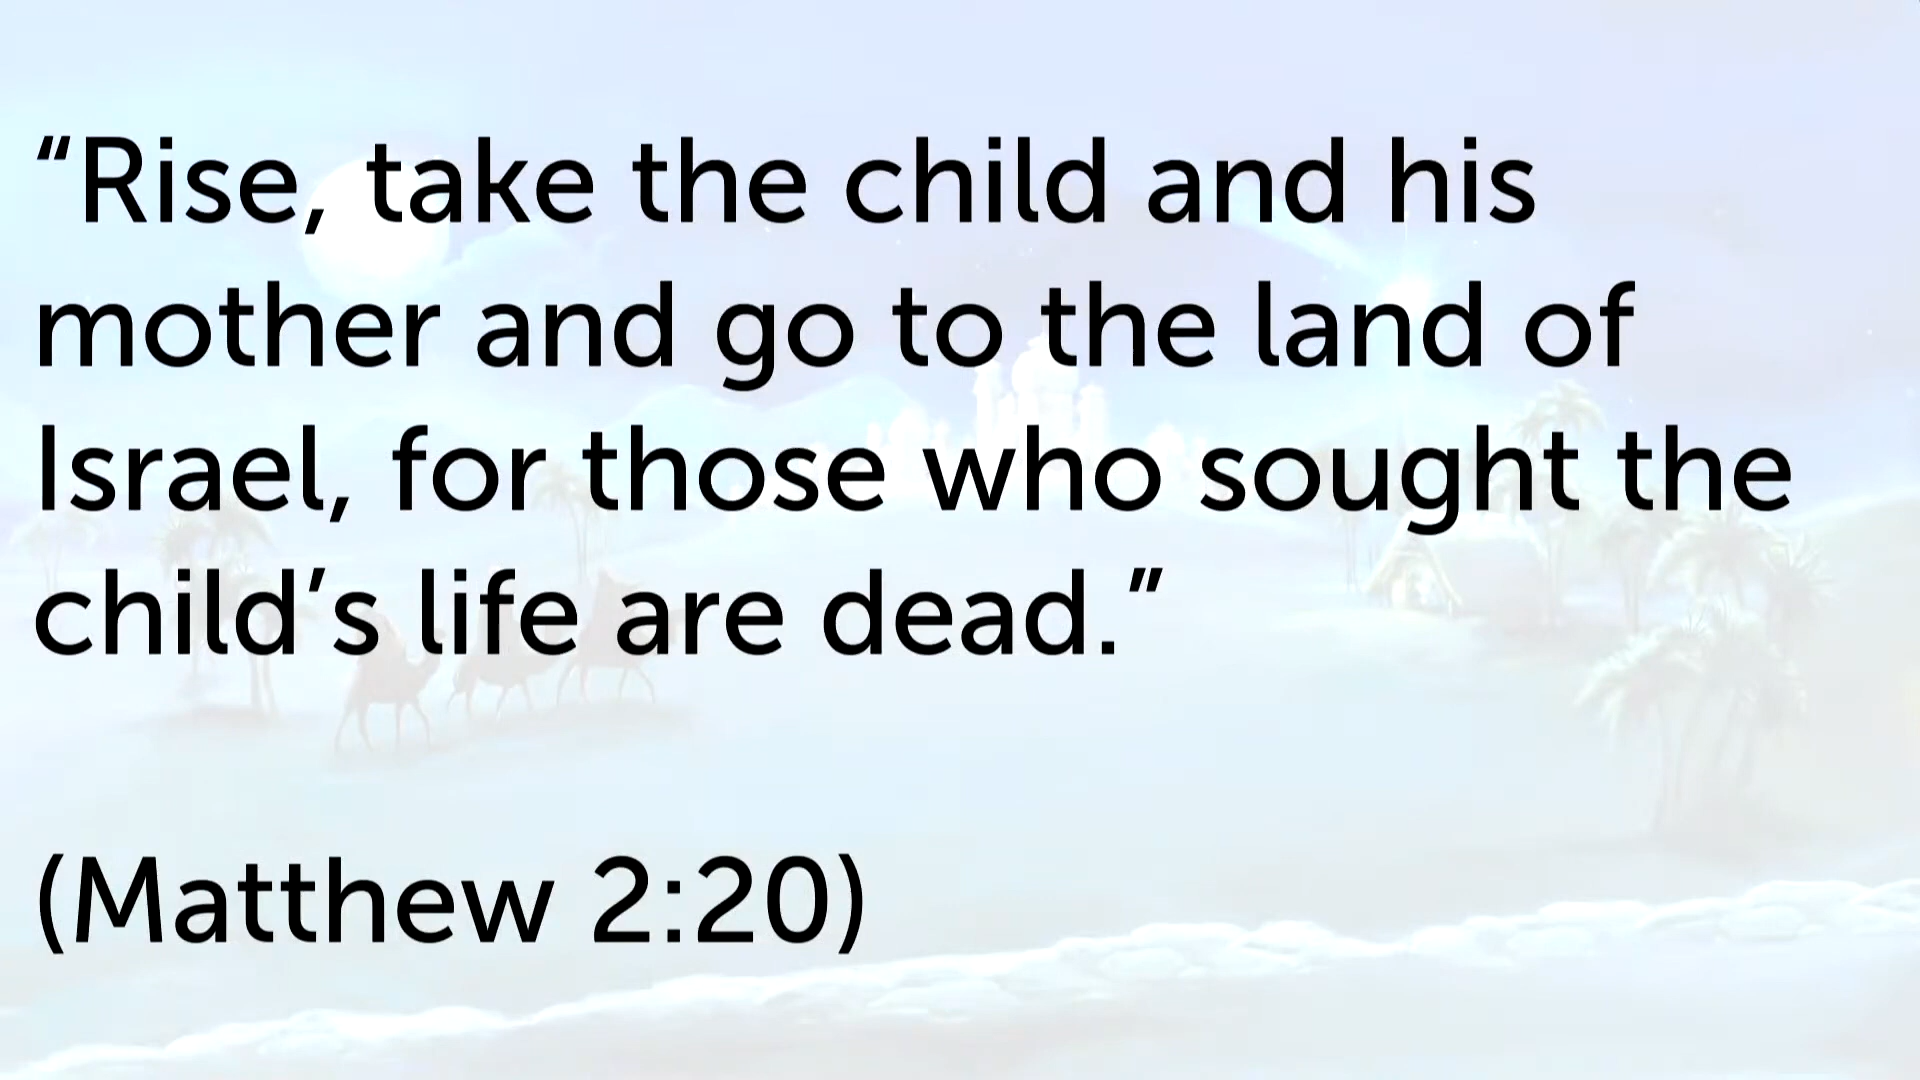 “Rise, take the child and his
mother and go to the land of
Israel, for those who sought the
child’s life are dead.”
(Matthew 2:20)